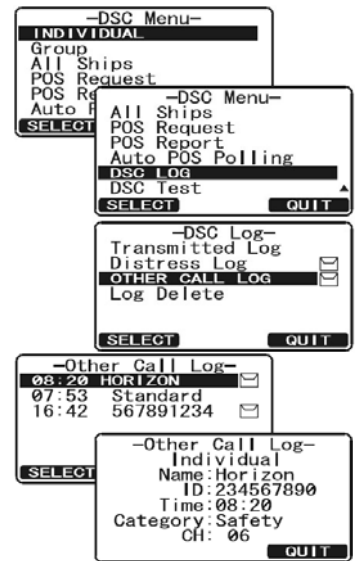 —DSC Menu—
INDIVIDUAL
Group
All Ships
POS Request
POS Re
Auto
SELECT
—DSC Menu—
All Ships
POS Request
POS Report
Auto POS Polling
DSC LOG
DSC Test
SELECT QUIT
—DSC Log—
Transmitted Log
Distress Log
OTHER CALL LOG
Log Delete
SELECT QUIT
—Other Call Log—
08:20 HORIZON
07:53 Standard
16:42 567891234
SELECT
—Other Call Log—
Individual
Name:Horizon
ID:234567890
Time:08:20
Category:Safety
CH: 06
QUIT